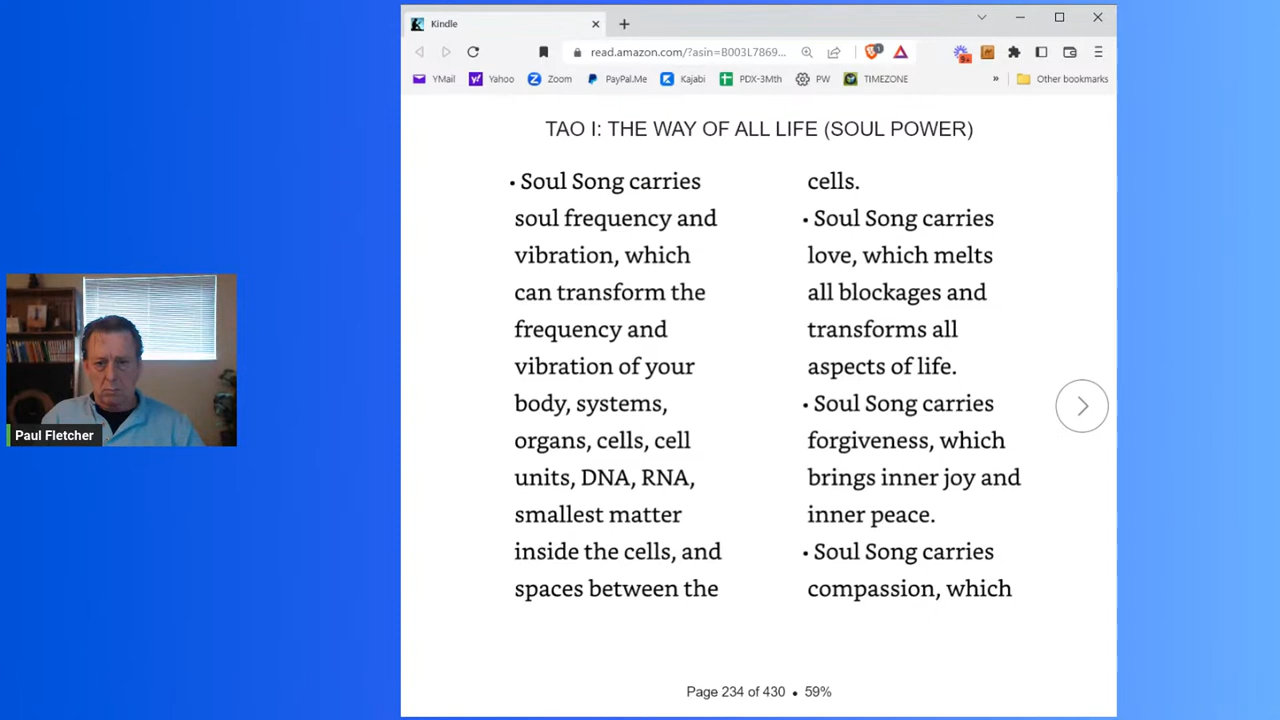 Kindle
read.amazon.com/?asin=B003L7869...
9+
YMail
Yahoo
Zoom
PayPal.Me
Kajabi
PDX-3Mth
PW
TIMEZONE
»
Other bookmarks
TAO I: THE WAY OF ALL LIFE (SOUL POWER)
• Soul Song carries
soul frequency and
vibration, which
can transform the
frequency and
vibration of your
body, systems,
organs, cells, cell
units, DNA, RNA,
smallest matter
inside the cells, and
spaces between the
cells.
• Soul Song carries
love, which melts
all blockages and
transforms all
aspects of life.
• Soul Song carries
forgiveness, which
brings inner joy and
inner peace.
• Soul Song carries
compassion, which
Page 234 of 430 • 59%
Paul Fletcher